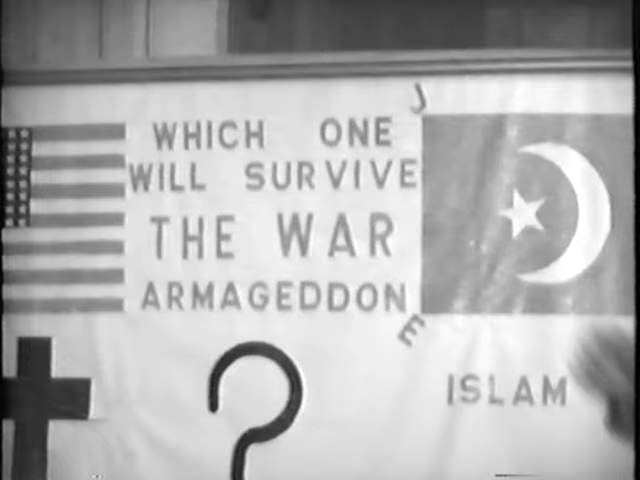 J
WHICH ONE
WILL SURVIVE
THE WAR
ARMAGEDDON
E
ISLAM
?